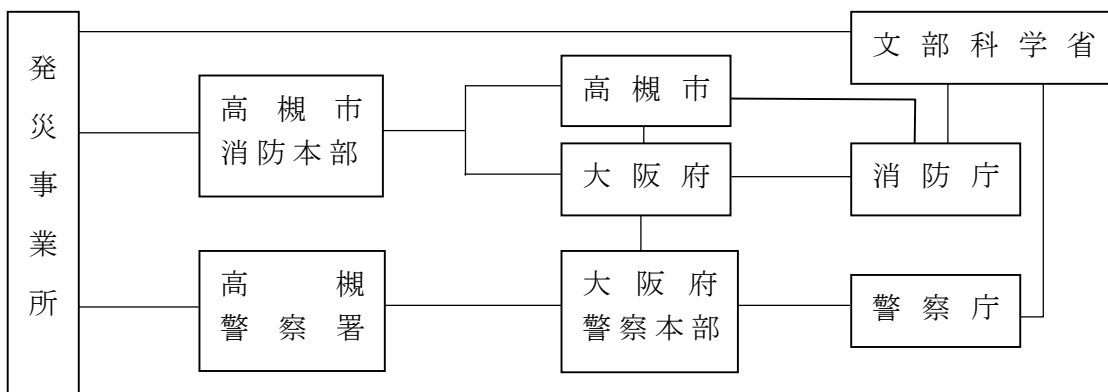 発災事業所
文部科学省
高槻市
消防本部
高槻市
大阪府
消防庁
高槻
警察署
大阪府
警察本部
警察庁